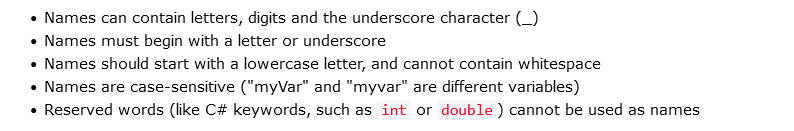 • Names can contain letters, digits and the underscore character (_)
• Names must begin with a letter or underscore
• Names should start with a lowercase letter, and cannot contain whitespace
• Names are case-sensitive ("myVar" and "myvar" are different variables)
• Reserved words (like C# keywords, such as int or double) cannot be used as names